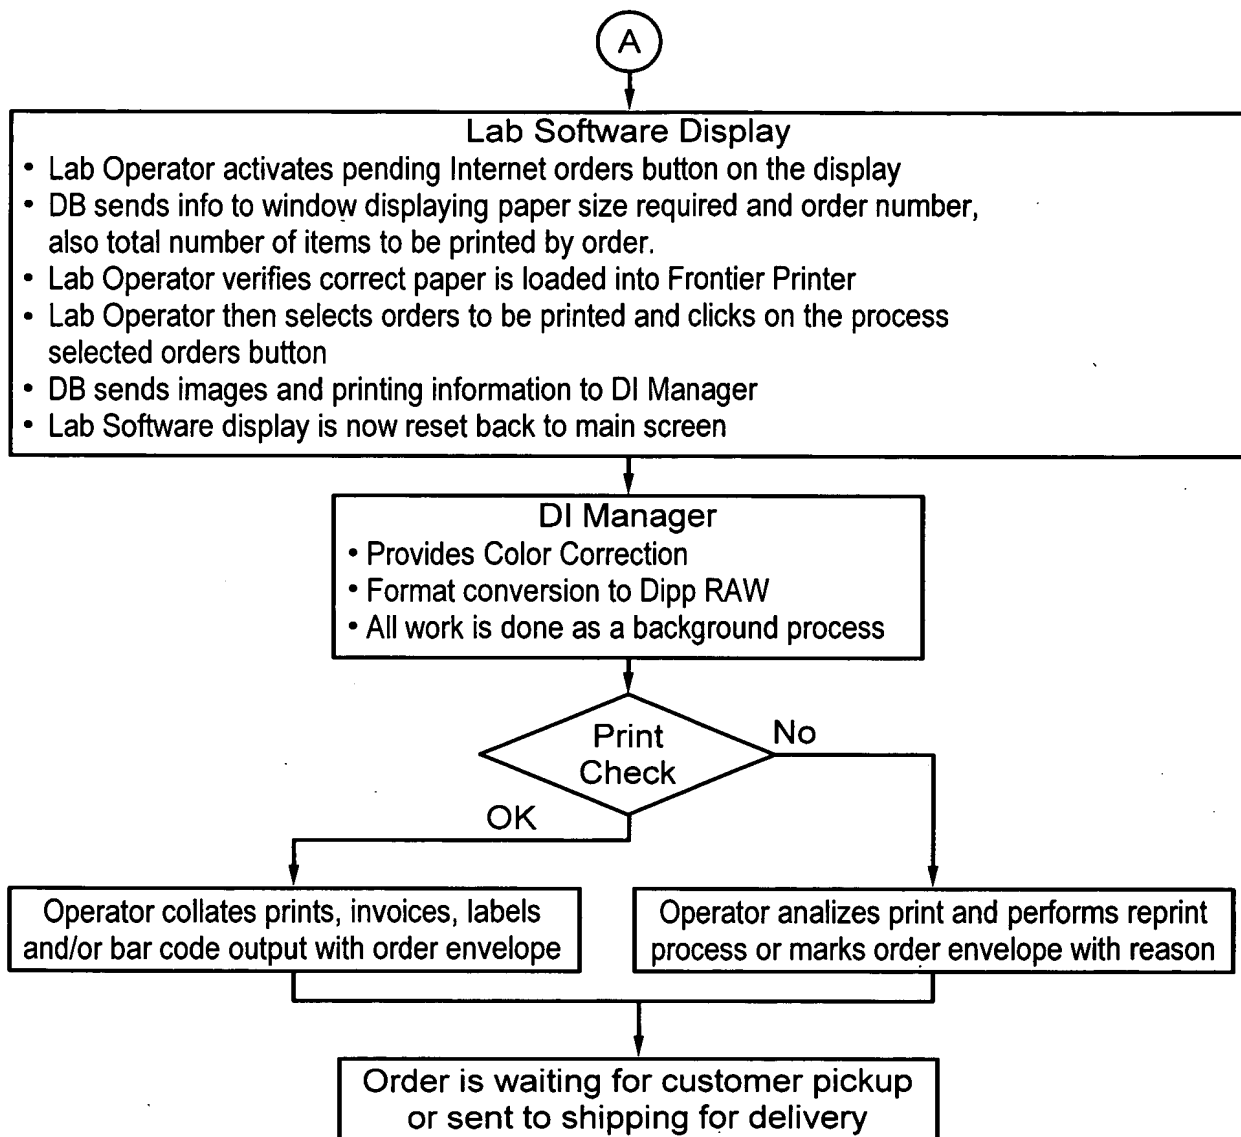 A
Lab Software Display
• Lab Operator activates pending Internet orders button on the display
• DB sends info to window displaying paper size required and order number,
also total number of items to be printed by order.
• Lab Operator verifies correct paper is loaded into Frontier Printer
• Lab Operator then selects orders to be printed and clicks on the process
selected orders button
• DB sends images and printing information to DI Manager
• Lab Software display is now reset back to main screen
DI Manager
• Provides Color Correction
• Format conversion to Dipp RAW
• All work is done as a background process
Print
Check
No
OK
Operator collates prints, invoices, labels
and/or bar code output with order envelope
Operator analizes print and performs reprint
process or marks order envelope with reason
Order is waiting for customer pickup
or sent to shipping for delivery